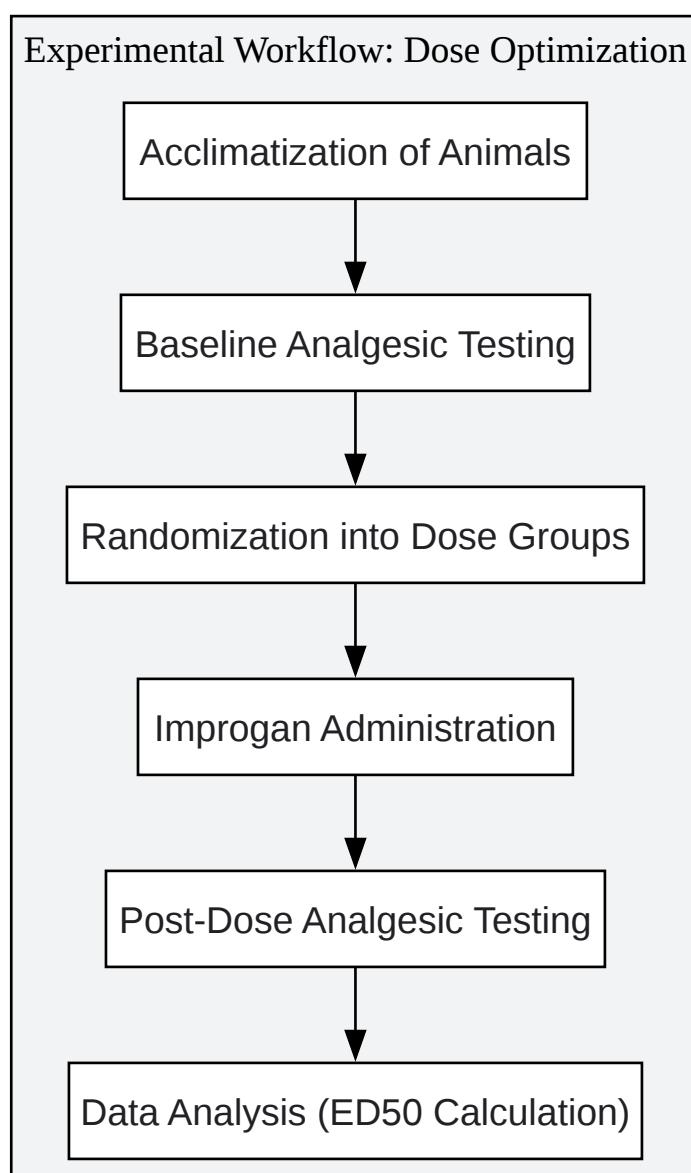 Experimental Workflow: Dose Optimization
Acclimatization of Animals
Baseline Analgesic Testing
Randomization into Dose Groups
Improgan Administration
Post-Dose Analgesic Testing
Data Analysis (ED50 Calculation)